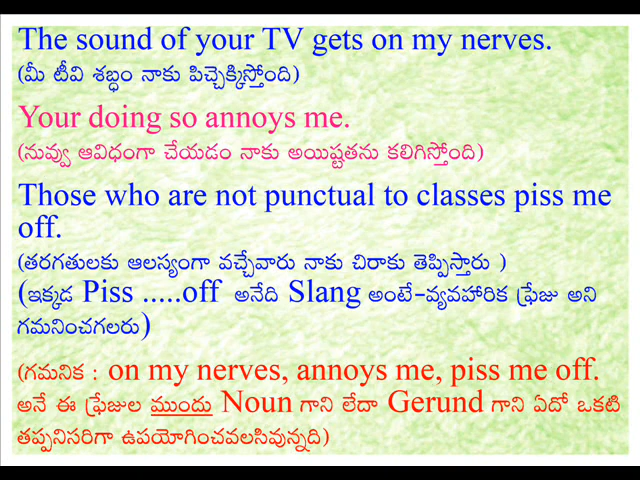 The sound of your TV gets on my nerves.
(మీ టీవి శబ్ధం నాకు పిచ్చెక్కిస్తోంది)
Your doing so annoys me.
(నువ్వు ఆవిధంగా చేయడం నాకు అయిష్టతను కలిగిస్తోంది)
Those who are not punctual to classes piss me
off.
(తరగతులకు ఆలస్యంగా వచ్చేవారు నాకు చిరాకు తెప్పిస్తారు )
(ఇక్కడ Piss .....off అనేది Slang అంటే-వ్యవహారిక ఫ్రేజు అని
గమనించగలరు)
(గమనిక : on my nerves, annoys me, piss me off.
అనే ఈ ఫ్రేజుల ముందు Noun గాని లేదా Gerund గాని ఏదో ఒకటి
తప్పనిసరిగా ఉపయోగించవలసివున్నది)